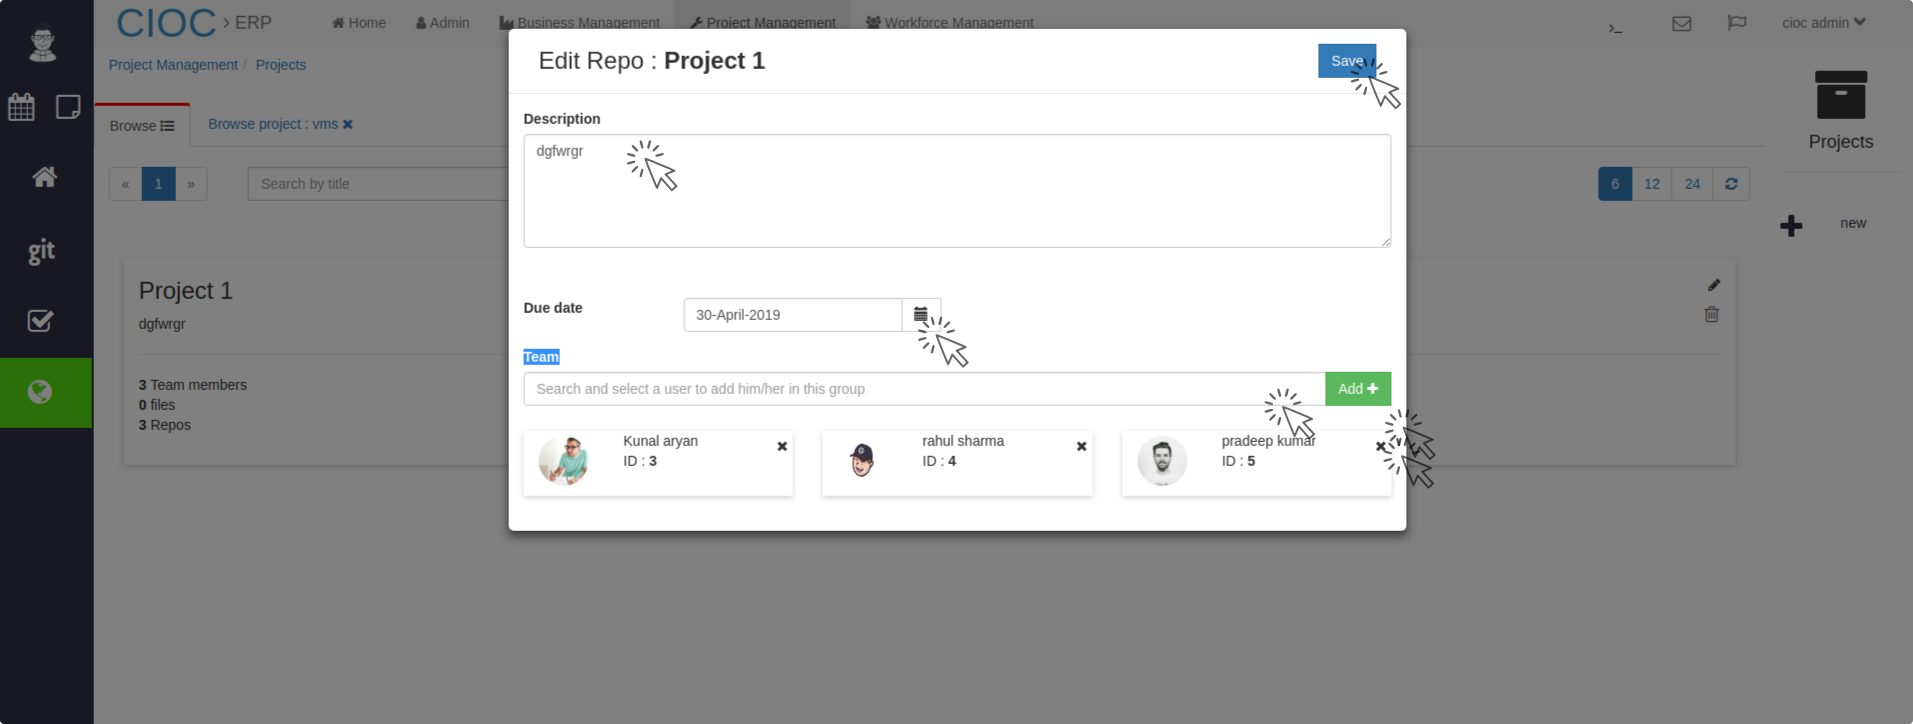 CIOC > ERP
Home
Admin
Business Management
Project Management
Workforce Management
>_
cioc admin
Project Management / Projects
Browse
Browse project : vms
« 1 »
Search by title
6 12 24
Projects
new
git
Project 1
dgfwrgr
3 Team members
0 files
3 Repos
Edit Repo : Project 1
Save
Description
dgfwrgr
Due date
30-April-2019
Team
Search and select a user to add him/her in this group
Add
Kunal aryan
ID : 3
rahul sharma
ID : 4
pradeep kumar
ID : 5